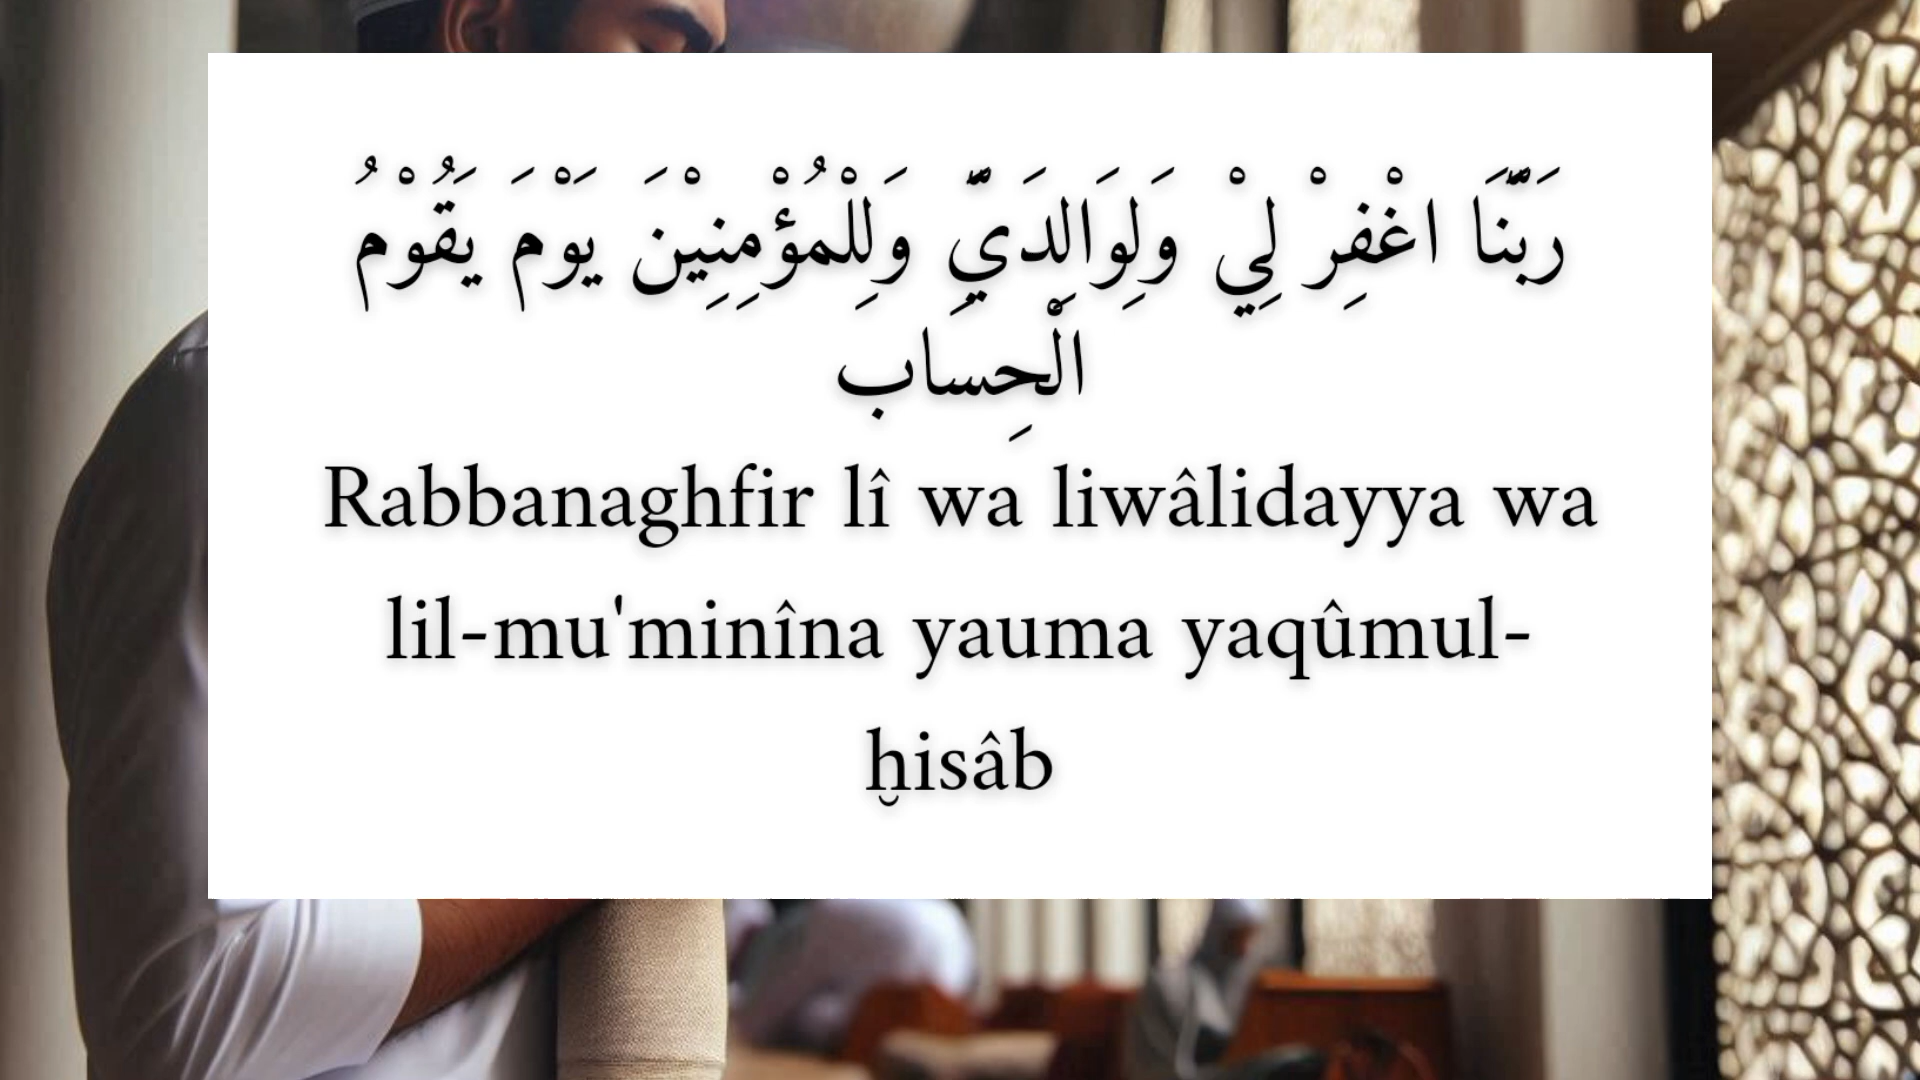 رَبَّنَا اغْفِرْ لِيْ وَلِوَالِدَيَّ وَلِلْمُؤْمِنِيْنَ يَوْمَ يَقُوْمُ
الْحِسَاب
Rabbanaghfir lî wa liwâlidayya wa
lil-mu'minîna yauma yaqûmul-
ḫisâb